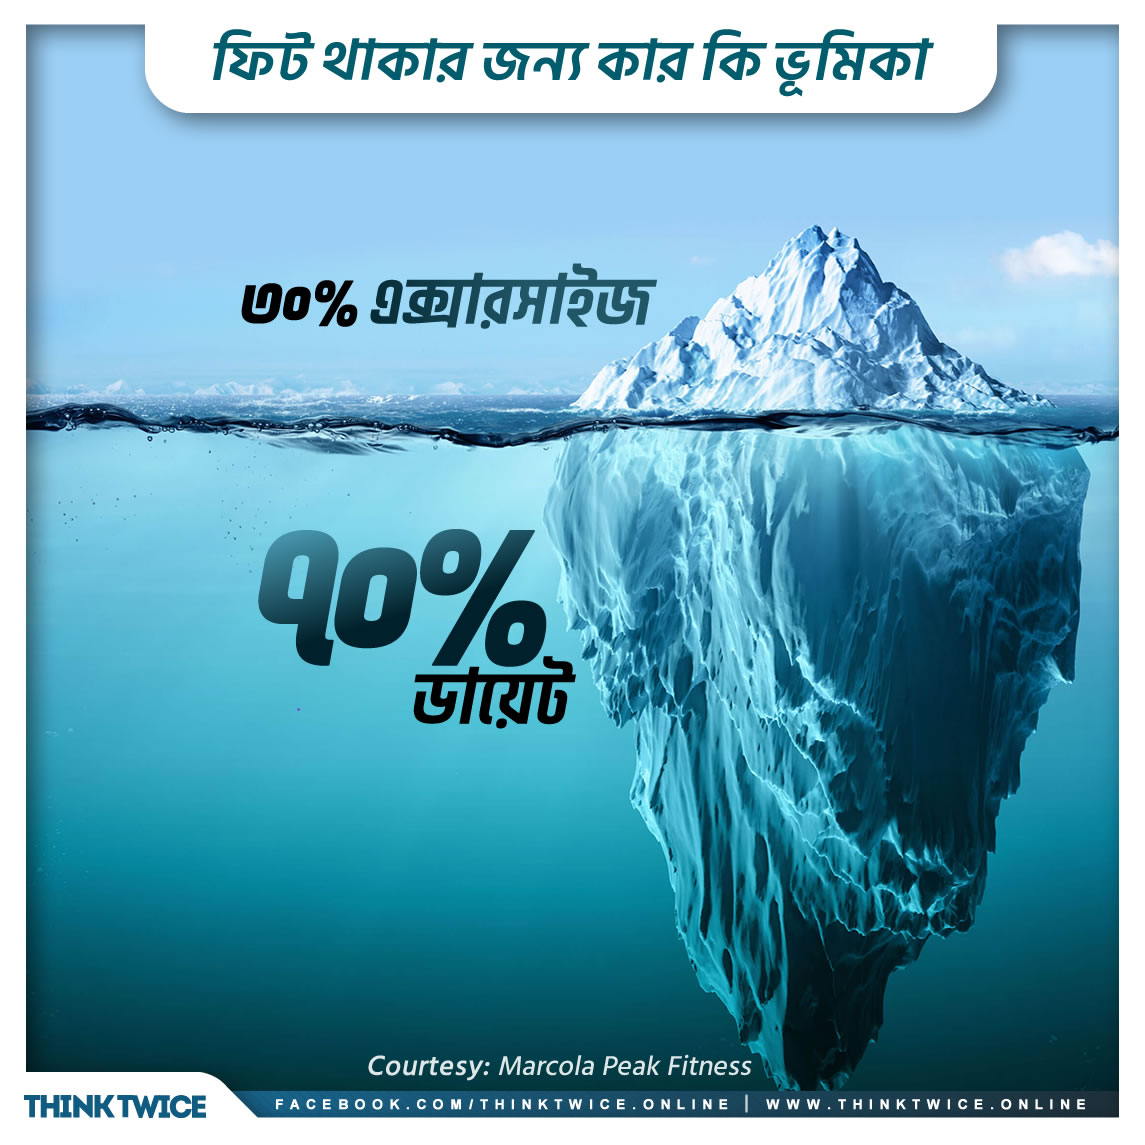 ফিট থাকার জন্য কার কি ভূমিকা
৩০% এক্সারসাইজ
৭০%
ডায়েট
Courtesy: Marcola Peak Fitness
THINK TWICE
FACEBOOK.COM/THINKTWICE.ONLINE | WWW.THINKTWICE.ONLINE